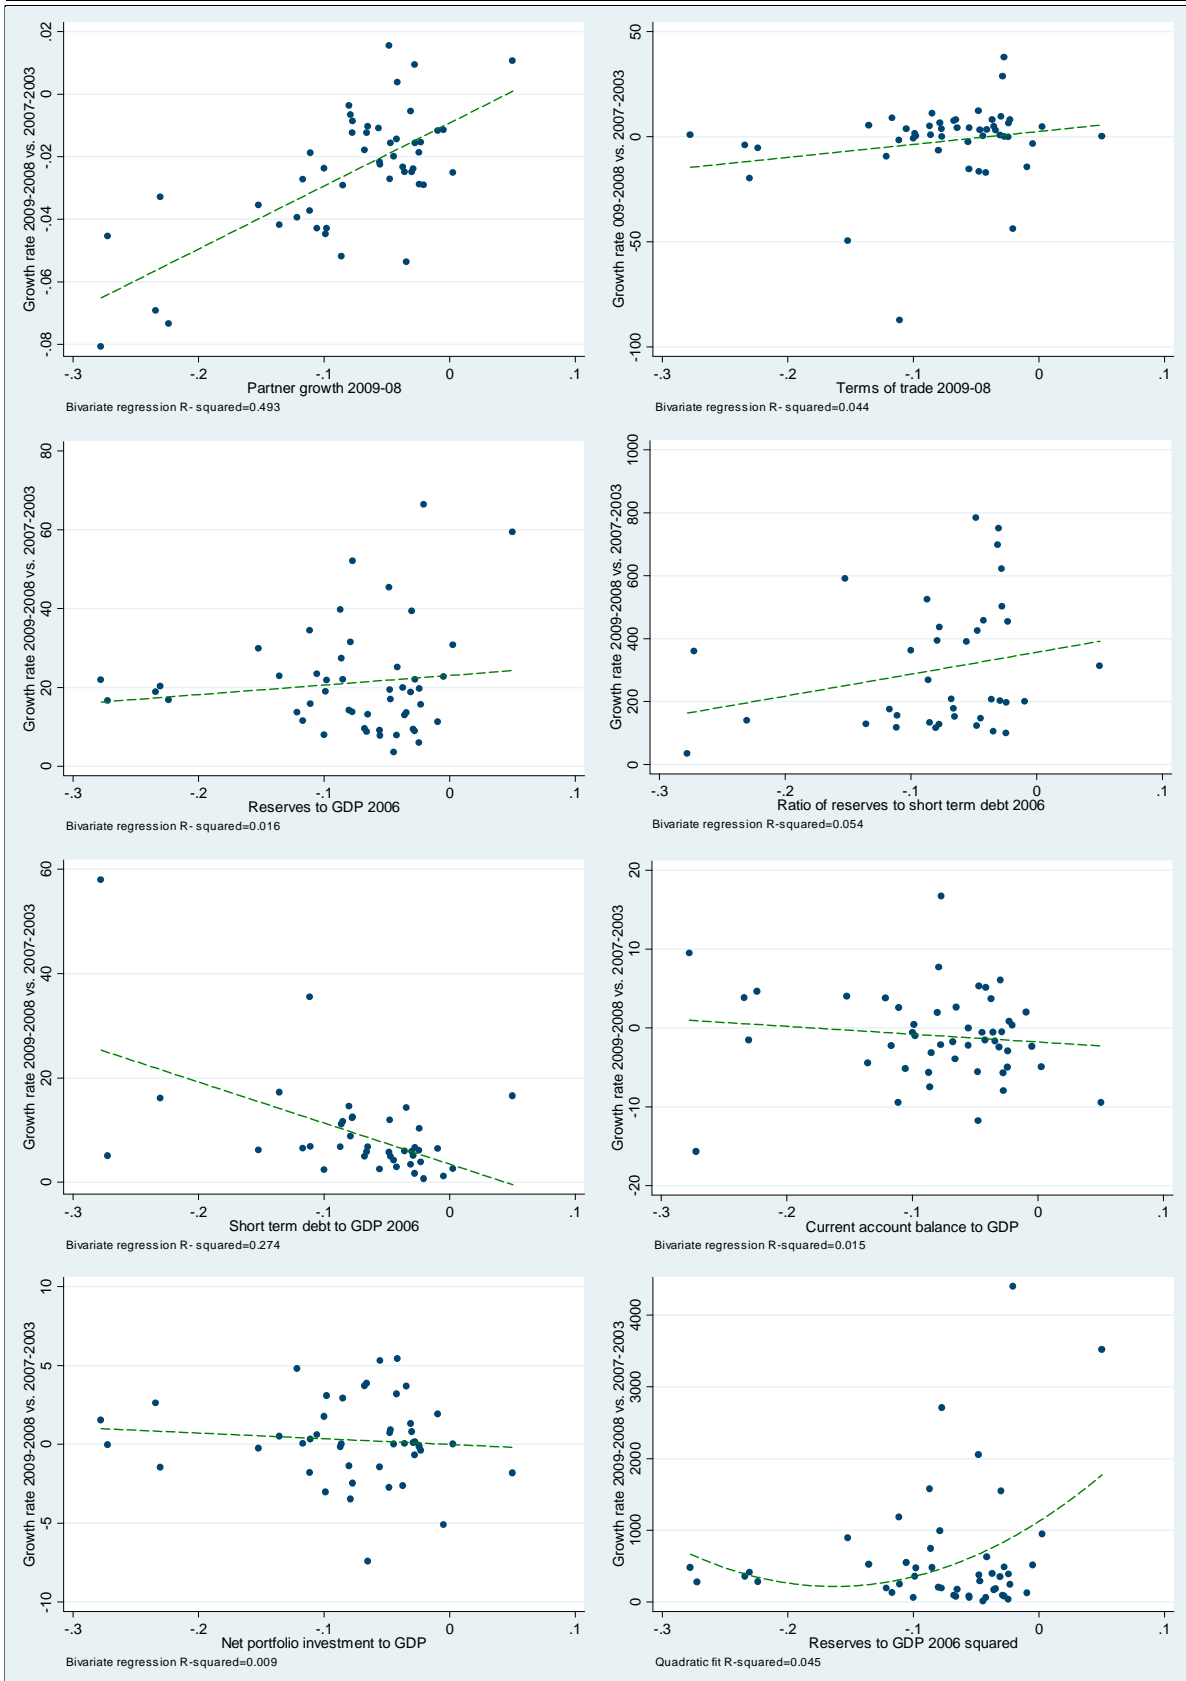 Growth rate 2009-2008 vs. 2007-2003
.02
0
-.02
-.04
-.06
-.08
-.3 -.2 -.1 0 .1
Partner growth 2009-08
Bivariate regression R- squared=0.493
Growth rate 009-2008 vs. 2007-2003
50
0
-50
-100
-.3 -.2 -.1 0 .1
Terms of trade 2009-08
Bivariate regression R- squared=0.044
Growth rate 2009-2008 vs. 2007-2003
80
60
40
20
0
-.3 -.2 -.1 0 .1
Reserves to GDP 2006
Bivariate regression R- squared=0.016
Growth rate 2009-2008 vs. 2007-2003
1000
800
600
400
200
0
-.3 -.2 -.1 0 .1
Ratio of reserves to short term debt 2006
Bivariate regression R-squared=0.054
Growth rate 2009-2008 vs. 2007-2003
60
40
20
0
-.3 -.2 -.1 0 .1
Short term debt to GDP 2006
Bivariate regression R- squared=0.274
Growth rate 2009-2008 vs. 2007-2003
20
10
0
-10
-20
-.3 -.2 -.1 0 .1
Current account balance to GDP
Bivariate regression R-squared=0.015
Growth rate 2009-2008 vs. 2007-2003
10
5
0
-5
-10
-.3 -.2 -.1 0 .1
Net portfolio investment to GDP
Bivariate regression R-squared=0.009
Growth rate 2009-2008 vs. 2007-2003
4000
3000
2000
1000
0
-.3 -.2 -.1 0 .1
Reserves to GDP 2006 squared
Quadratic fit R-squared=0.045